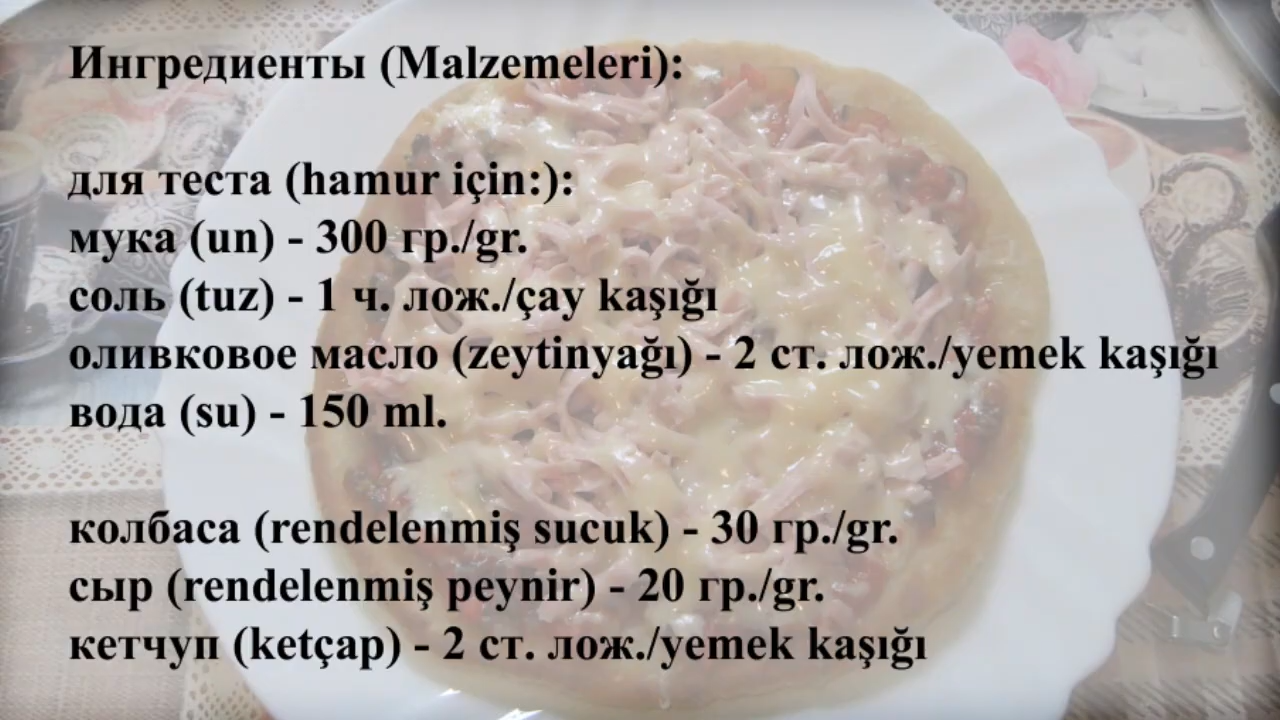 Ингредиенты (Malzemeleri):
для теста (hamur için:):
мука (un) - 300 гр./gr.
соль (tuz) - 1 ч. лож./çay kaşığı
оливковое масло (zeytinyağı) - 2 ст. лож./yemek kaşığı
вода (su) - 150 ml.
колбаса (rendelenmiş sucuk) - 30 гр./gr.
сыр (rendelenmiş peynir) - 20 гр./gr.
кетчуп (ketçap) - 2 ст. лож./yemek kaşığı